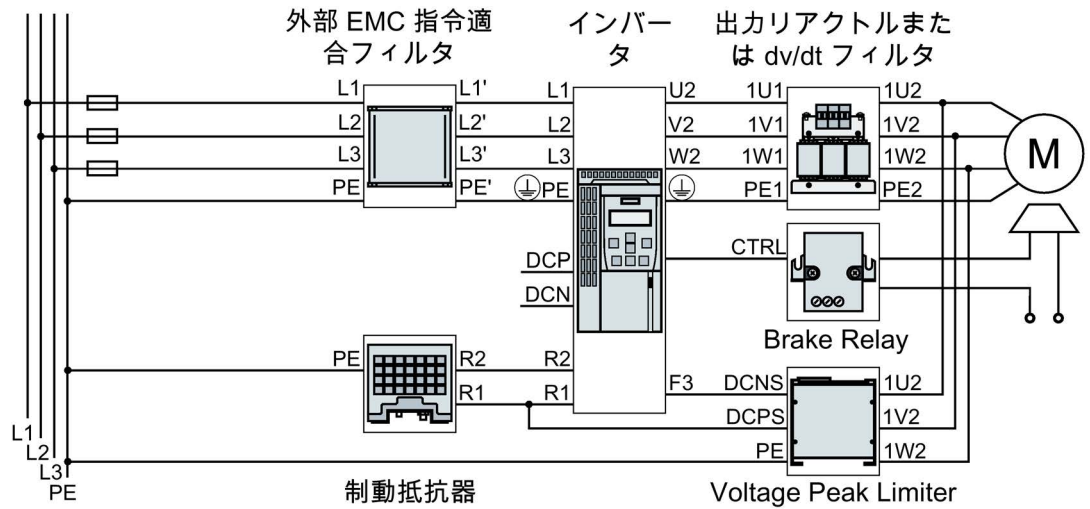 外部 EMC 指令適
合フィルタ
インバー
タ
出力リアクトルまた
は dv/dt フィルタ
L1 L1' L1 U2 1U1 1U2
L2 L2' L2 V2 1V1 1V2
L3 L3' L3 W2 1W1 1W2
PE PE' PE PE1 PE2
M
DCP
DCN
CTRL
Brake Relay
PE R2 R2
R1 R1
F3 DCNS 1U2
DCPS 1V2
PE 1W2
L1
L2
L3
PE
制動抵抗器
Voltage Peak Limiter